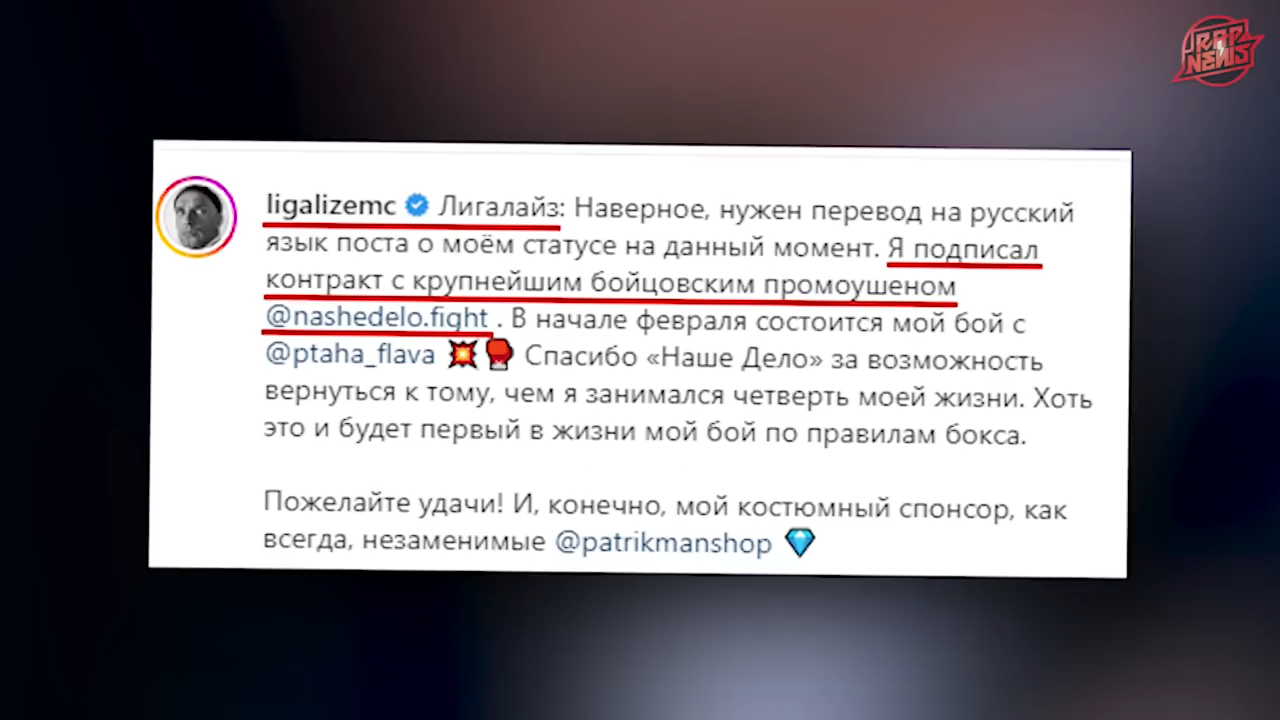 RAP
NEWS
ligalizemc Лигалайз: Наверное, нужен перевод на русский
язык поста о моём статусе на данный момент. Я подписал
контракт с крупнейшим бойцовским промоушеном
@nashedelo.fight . В начале февраля состоится мой бой с
@ptaha_flava 💥🥊 Спасибо «Наше Дело» за возможность
вернуться к тому, чем я занимался четверть моей жизни. Хоть
это и будет первый в жизни мой бой по правилам бокса.
Пожелайте удачи! И, конечно, мой костюмный спонсор, как
всегда, незаменимые @patrikmanshop 💎